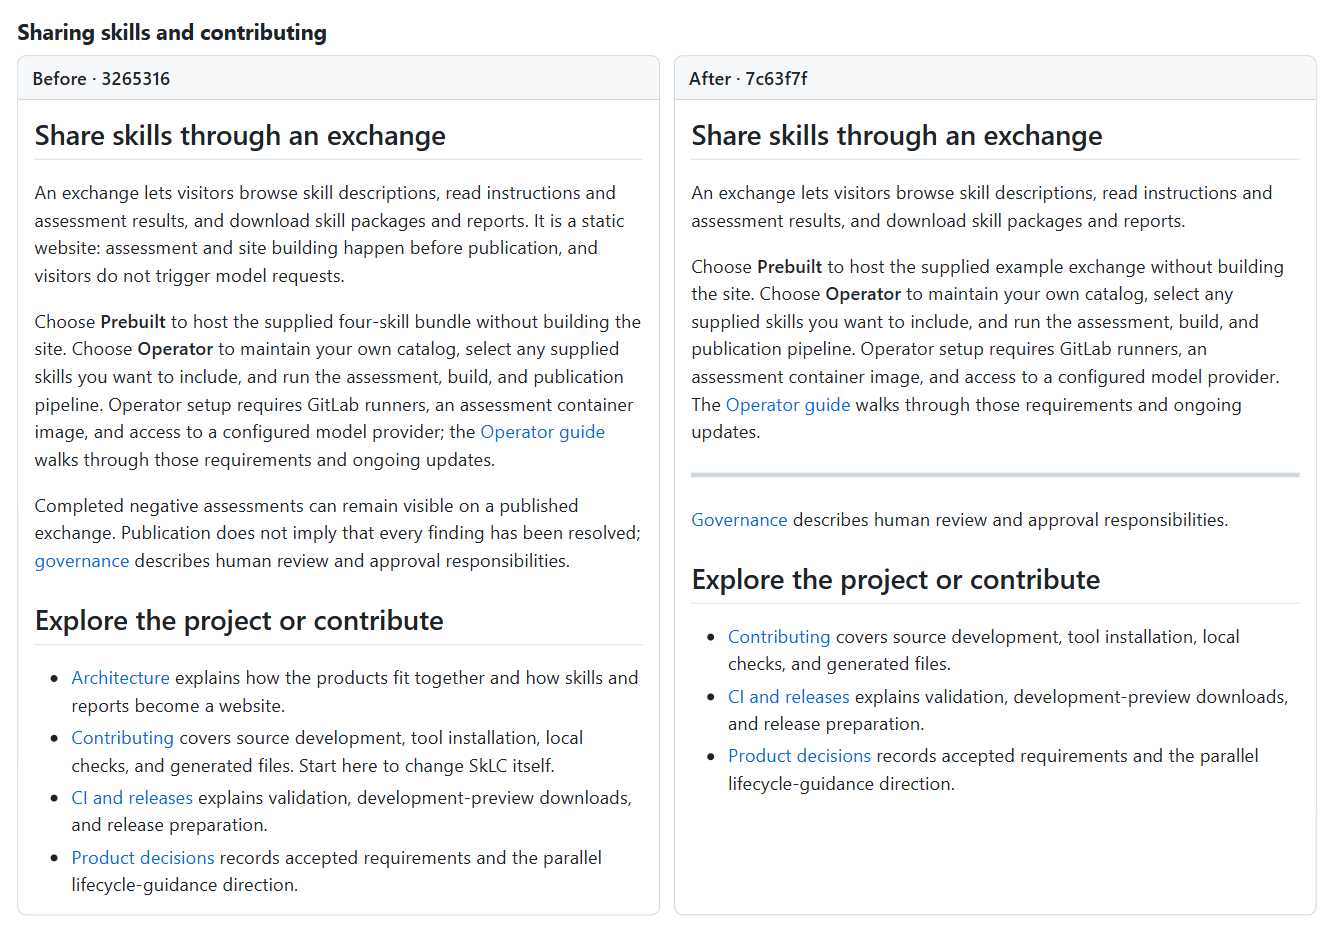 Sharing skills and contributing
Before · 3265316
Share skills through an exchange
An exchange lets visitors browse skill descriptions, read instructions and
assessment results, and download skill packages and reports. It is a static
website: assessment and site building happen before publication, and
visitors do not trigger model requests.
Choose Prebuilt to host the supplied four-skill bundle without building the
site. Choose Operator to maintain your own catalog, select any supplied
skills you want to include, and run the assessment, build, and publication
pipeline. Operator setup requires GitLab runners, an assessment container
image, and access to a configured model provider; the Operator guide
walks through those requirements and ongoing updates.
Completed negative assessments can remain visible on a published
exchange. Publication does not imply that every finding has been resolved;
governance describes human review and approval responsibilities.
Explore the project or contribute
• Architecture explains how the products fit together and how skills and
reports become a website.
• Contributing covers source development, tool installation, local
checks, and generated files. Start here to change SkLC itself.
• CI and releases explains validation, development-preview downloads,
and release preparation.
• Product decisions records accepted requirements and the parallel
lifecycle-guidance direction.
After · 7c63f7f
Share skills through an exchange
An exchange lets visitors browse skill descriptions, read instructions and
assessment results, and download skill packages and reports.
Choose Prebuilt to host the supplied example exchange without building
the site. Choose Operator to maintain your own catalog, select any
supplied skills you want to include, and run the assessment, build, and
publication pipeline. Operator setup requires GitLab runners, an
assessment container image, and access to a configured model provider.
The Operator guide walks through those requirements and ongoing
updates.
Governance describes human review and approval responsibilities.
Explore the project or contribute
• Contributing covers source development, tool installation, local
checks, and generated files.
• CI and releases explains validation, development-preview downloads,
and release preparation.
• Product decisions records accepted requirements and the parallel
lifecycle-guidance direction.